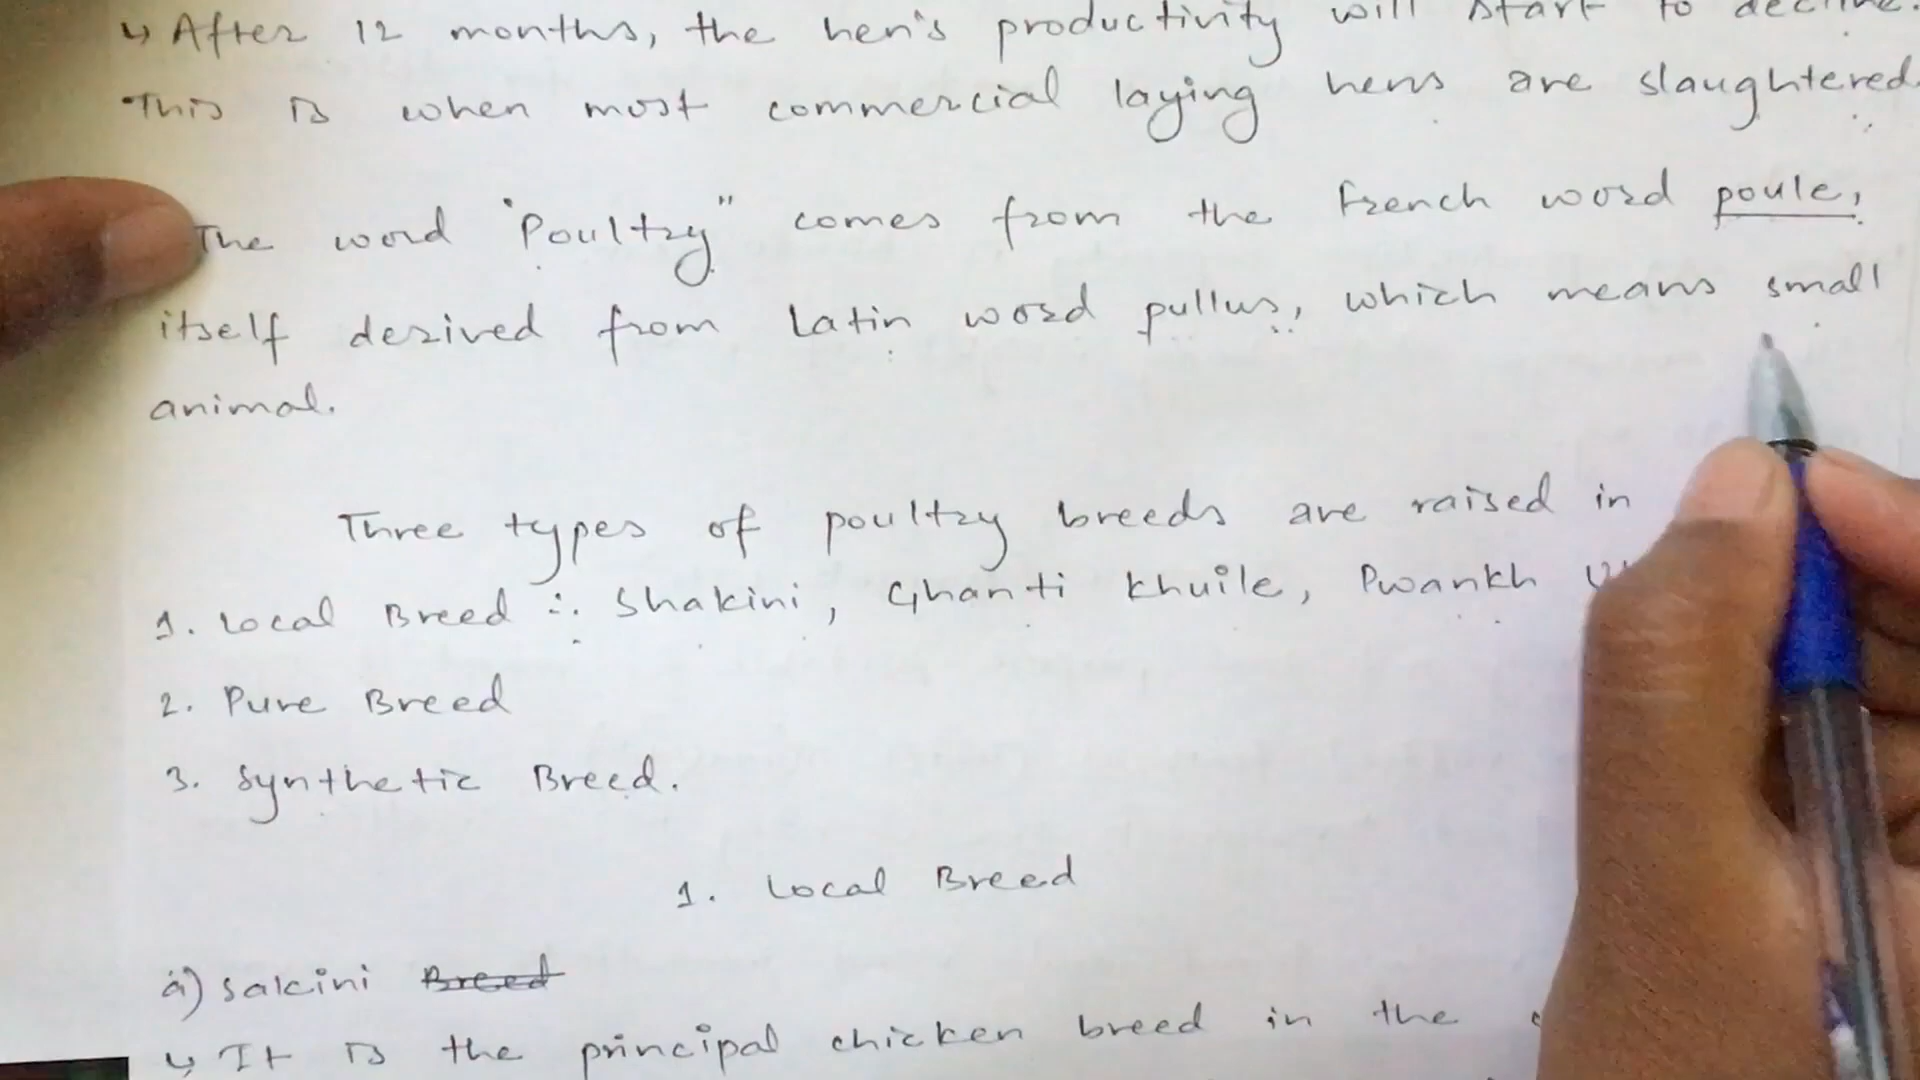 ↳ After 12 months, the hen's productivity will start to decline.
This is when most commercial laying hens are slaughtered.
The word "Poultry" comes from the French word poule,
itself derived from Latin word pullus, which means small
animal.
Three types of poultry breeds are raised in
1. Local Breed :. Shakini, Ghanti Khuile, Pwankh
2. Pure Breed
3. Synthetic Breed.
1. Local Breed
a) Sakini Breed
↳ It is the principal chicken breed in the